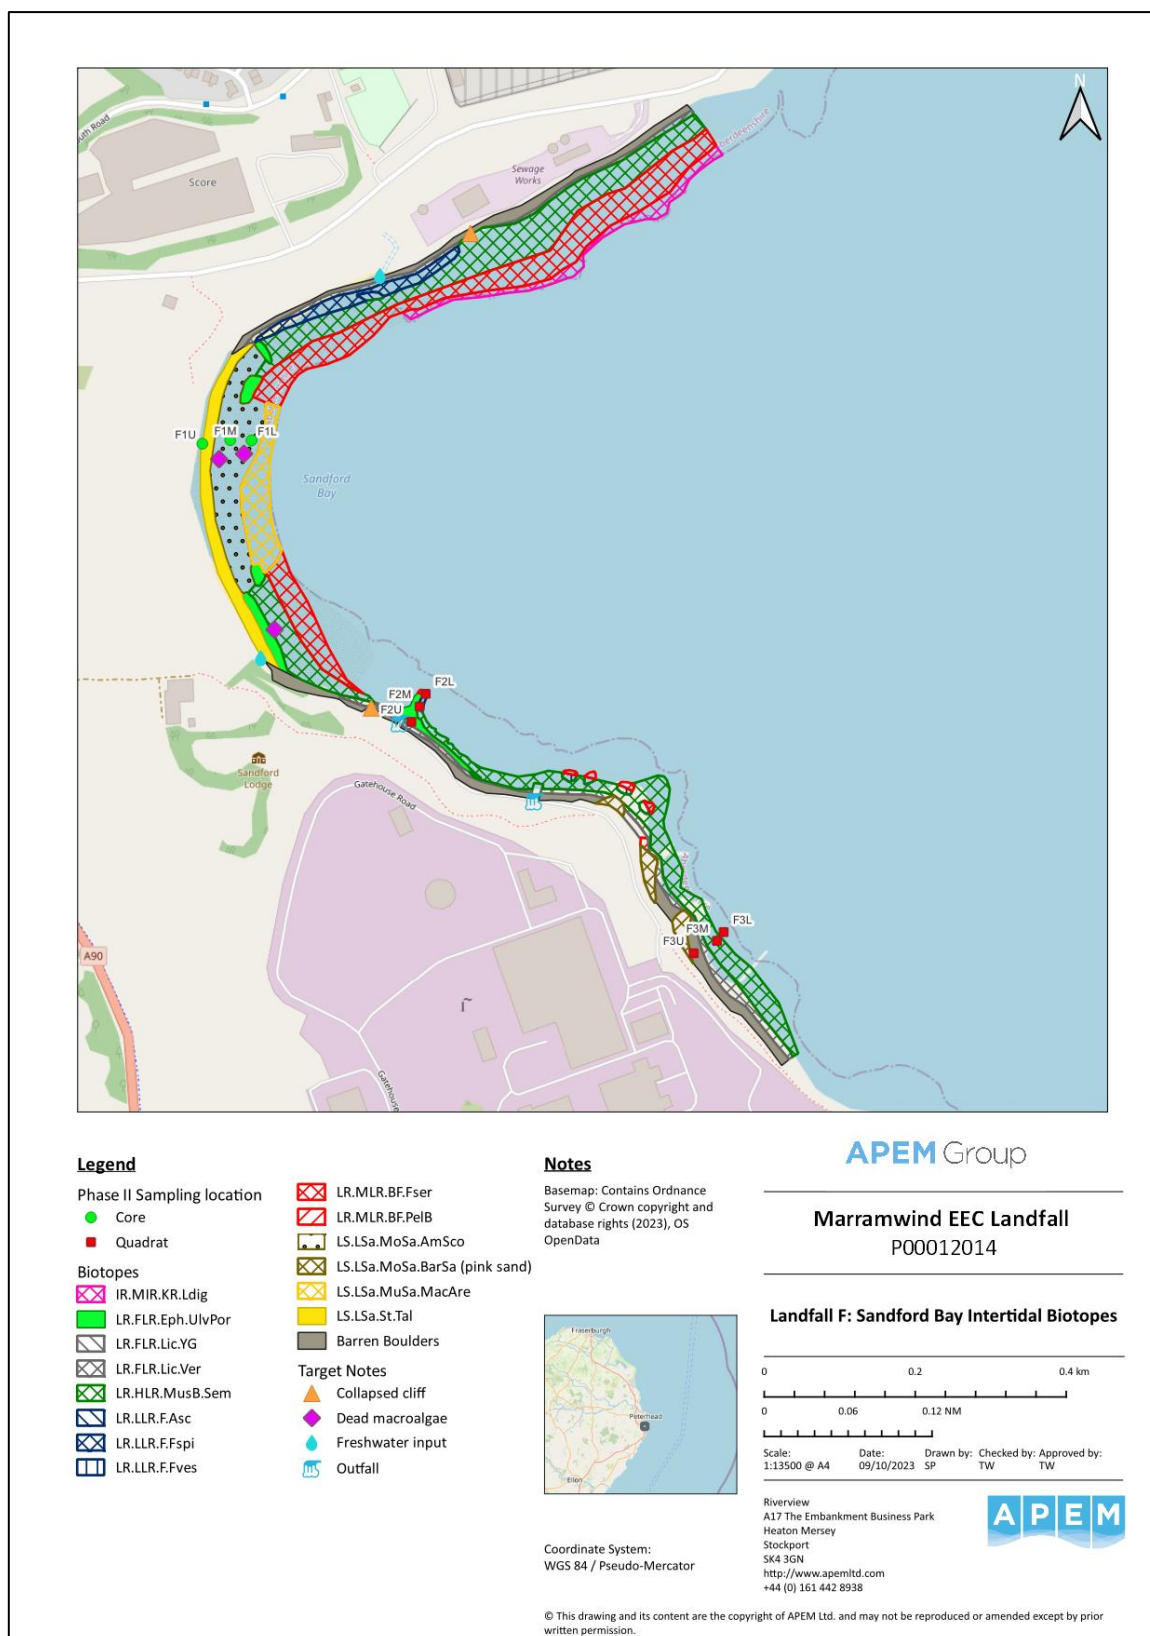 N
outh Road
berdeenshire
Score
Sewage
Works
F1U
F1M
F1L
Sandford
Bay
F2L
F2M
F2U
Sandford
Lodge
Gatehouse Road
A90
F3L
F3M
F3U
Gatehouse
Legend
Phase II Sampling location
Core
Quadrat
Biotopes
IR.MIR.KR.Ldig
LR.FLR.Eph.UlvPor
LR.FLR.Lic.YG
LR.FLR.Lic.Ver
LR.HLR.MusB.Sem
LR.LLR.F.Asc
LR.LLR.F.Fspi
LR.LLR.F.Fves
LR.MLR.BF.Fser
LR.MLR.BF.PelB
LS.LSa.MoSa.AmSco
LS.LSa.MoSa.BarSa (pink sand)
LS.LSa.MuSa.MacAre
LS.LSa.St.Tal
Barren Boulders
Target Notes
Collapsed cliff
Dead macroalgae
Freshwater input
Outfall
Notes
Basemap: Contains Ordnance
Survey © Crown copyright and
database rights (2023), OS
OpenData
Fraserburgh
Peterhead
Ellon
Coordinate System:
WGS 84 / Pseudo-Mercator
APEM Group
Marramwind EEC Landfall
P00012014
Landfall F: Sandford Bay Intertidal Biotopes
0 0.2 0.4 km
0 0.06 0.12 NM
Scale: Date: Drawn by: Checked by: Approved by:
1:13500 @ A4 09/10/2023 SP TW TW
Riverview
A17 The Embankment Business Park
Heaton Mersey
Stockport
SK4 3GN
http://www.apemltd.com
+44 (0) 161 442 8938
APEM
© This drawing and its content are the copyright of APEM Ltd. and may not be reproduced or amended except by prior
written permission.